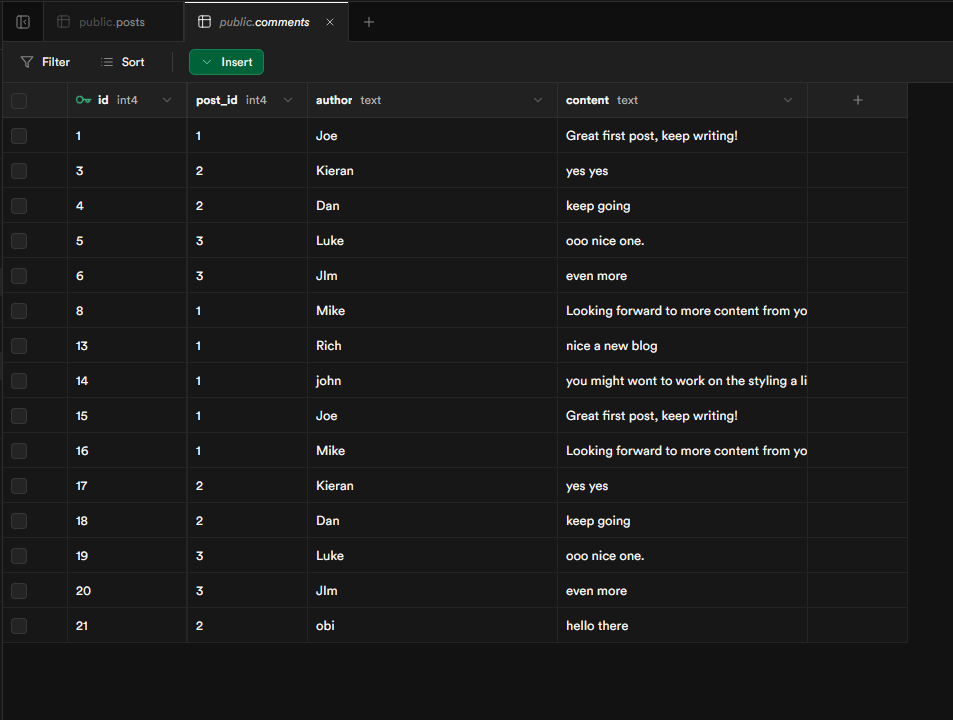 public.posts public.comments
Filter Sort Insert
id int4 post_id int4 author text content text
1 1 Joe Great first post, keep writing!
3 2 Kieran yes yes
4 2 Dan keep going
5 3 Luke ooo nice one.
6 3 JIm even more
8 1 Mike Looking forward to more content from yo
13 1 Rich nice a new blog
14 1 john you might wont to work on the styling a li
15 1 Joe Great first post, keep writing!
16 1 Mike Looking forward to more content from yo
17 2 Kieran yes yes
18 2 Dan keep going
19 3 Luke ooo nice one.
20 3 JIm even more
21 2 obi hello there